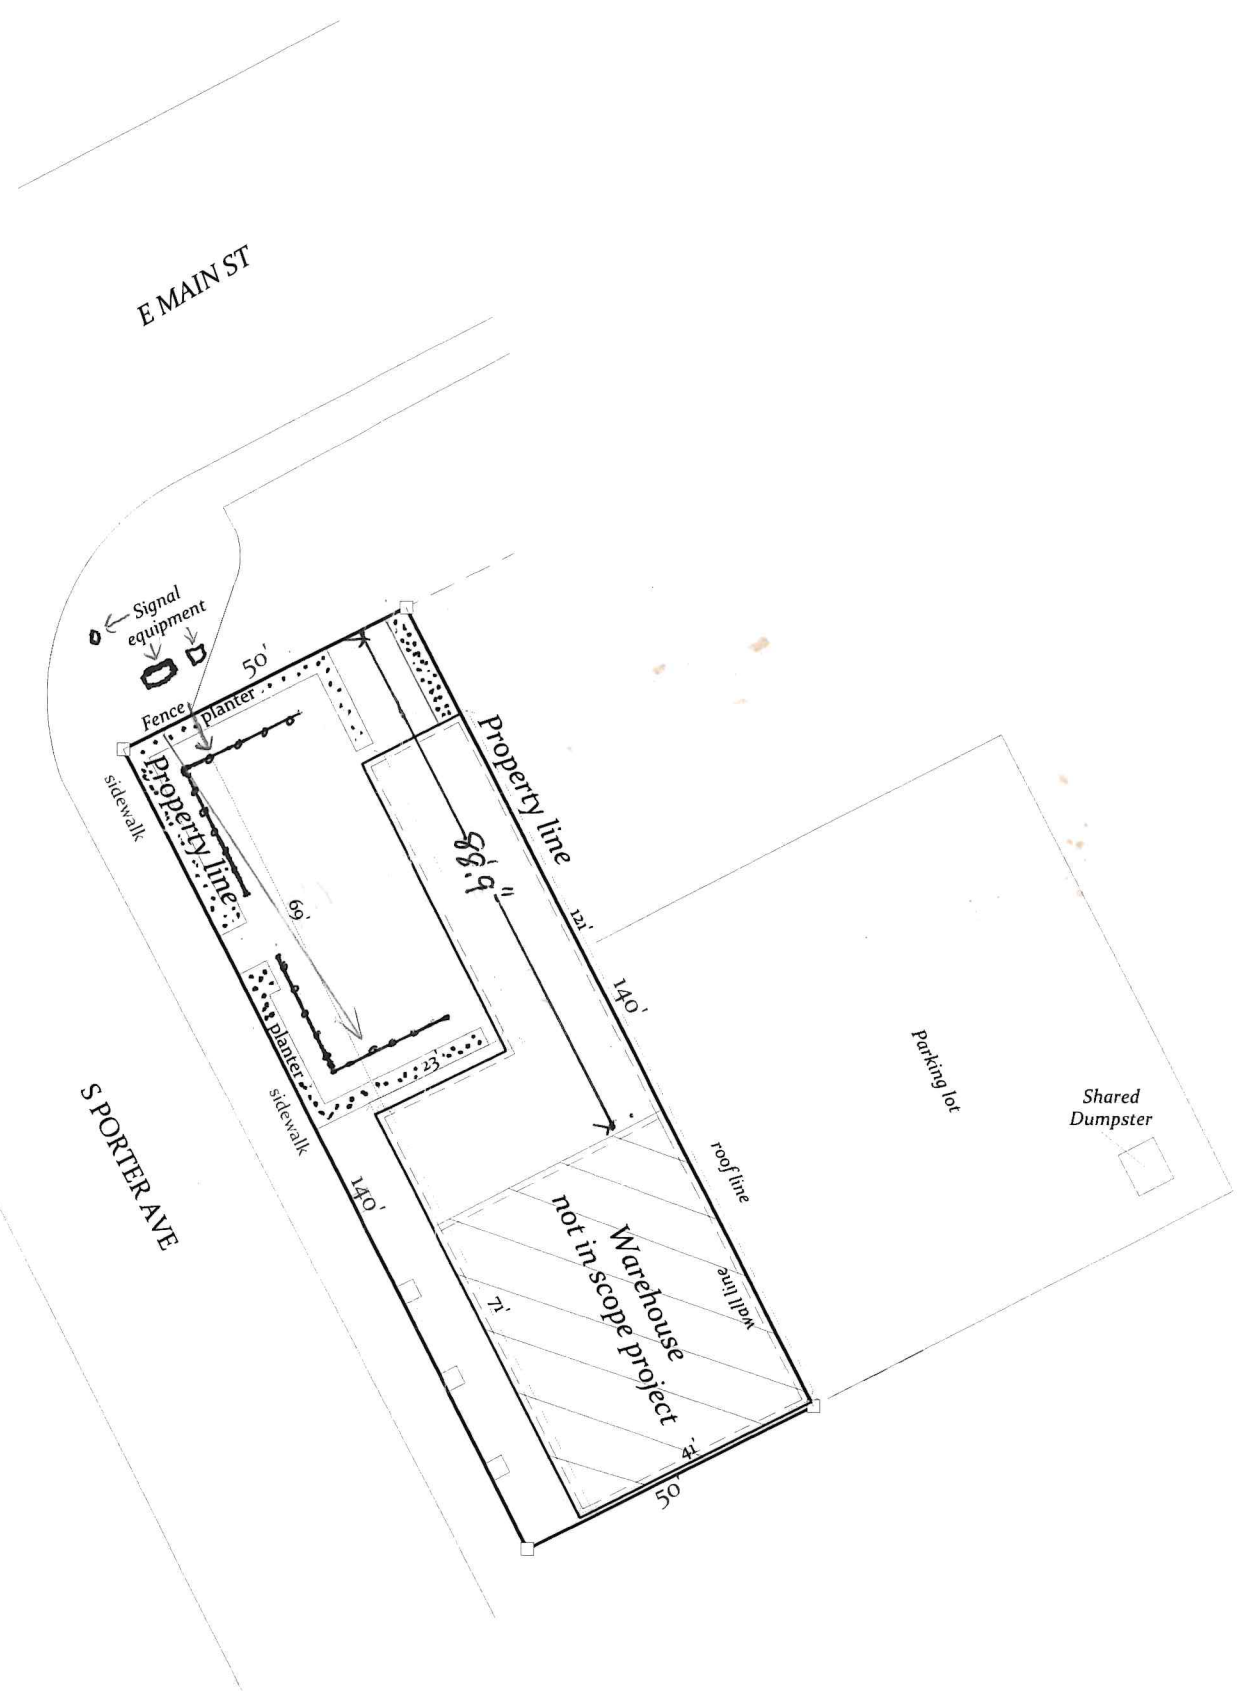 E MAIN ST
Signal
equipment
50'
Fence
planter
Property line
sidewalk
Property line
88'.9"
69'
121'
140'
planter
23'
sidewalk
S PORTER AVE
140'
Parking lot
Shared
Dumpster
roof line
Warehouse
not in scope project
71'
wall line
41'
50'